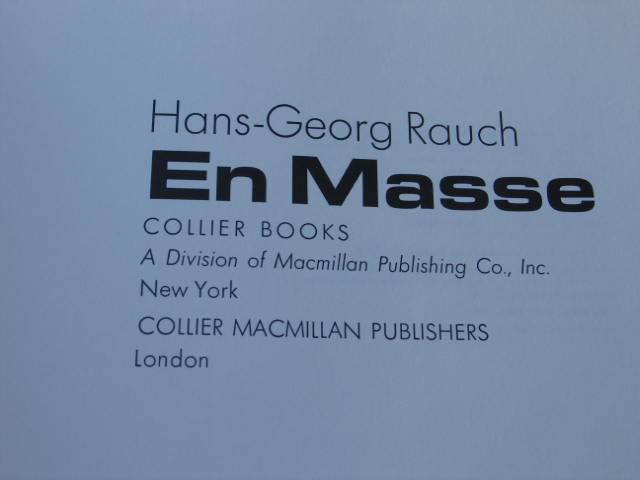 Hans-Georg Rauch
En Masse
COLLIER BOOKS
A Division of Macmillan Publishing Co., Inc.
New York
COLLIER MACMILLAN PUBLISHERS
London